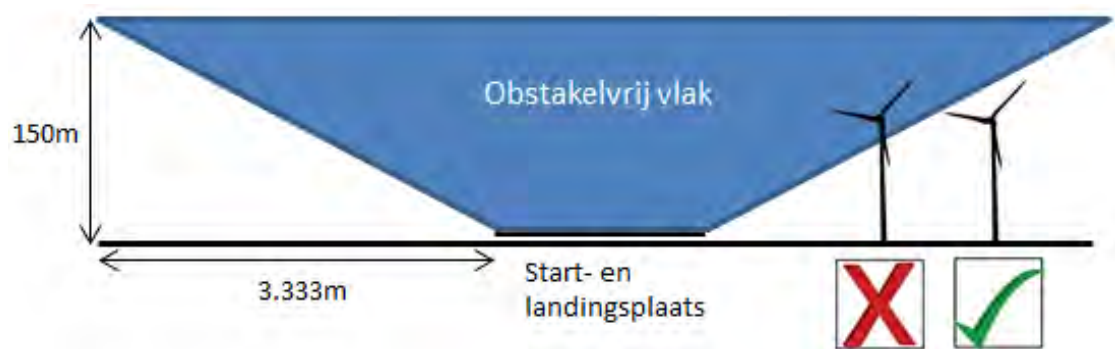 Obstakelvrij vlak
150m
3.333m
Start- en
landingsplaats